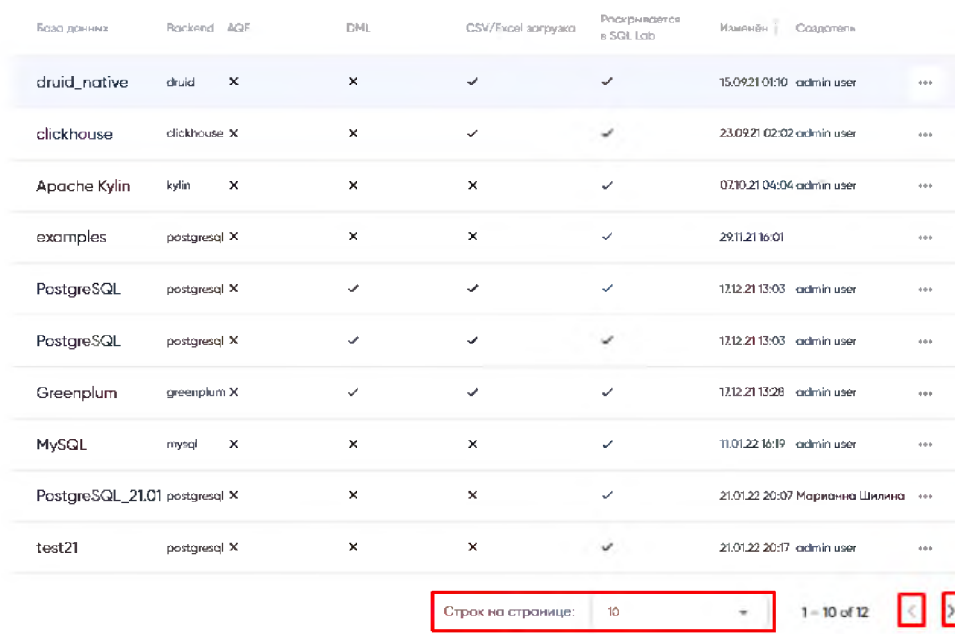 База данных Backend AQE DML CSV/Excel загрузка Раскрывается в SQL Lab Изменён Создатель
druid_native druid 15.09.21 01:10 admin user
clickhouse clickhouse 23.09.21 02:02 admin user
Apache Kylin kylin 07.10.21 04:04 admin user
examples postgresql 29.11.21 16:01
PostgreSQL postgresql 17.12.21 13:03 admin user
PostgreSQL postgresql 17.12.21 13:03 admin user
Greenplum greenplum 17.12.21 13:28 admin user
MySQL mysql 11.01.22 16:19 admin user
PostgreSQL_21.01 postgresql 21.01.22 20:07 Марианна Шилина
test21 postgresql 21.01.22 20:17 admin user
Строк на странице: 10 1 – 10 of 12